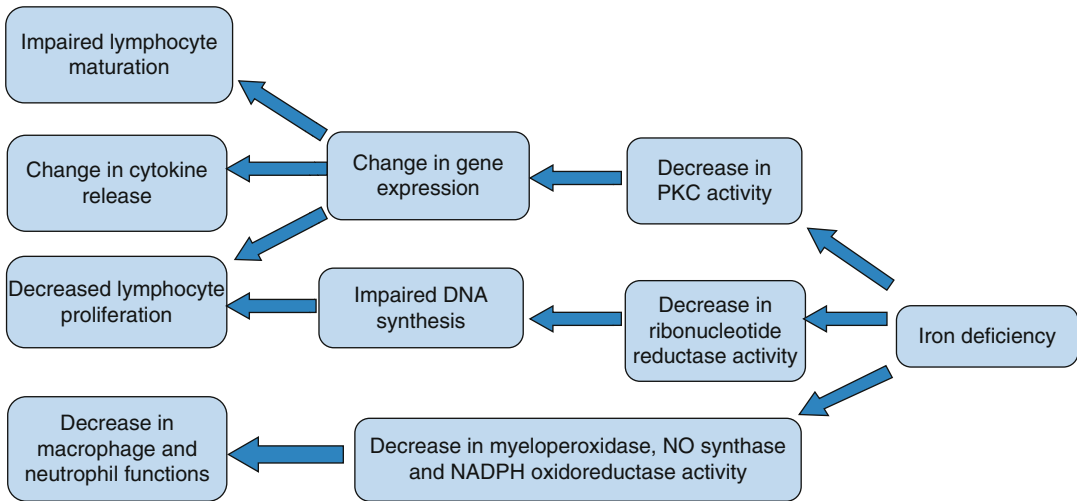 Impaired lymphocyte
maturation
Change in cytokine
release
Change in gene
expression
Decrease in
PKC activity
Decreased lymphocyte
proliferation
Impaired DNA
synthesis
Decrease in
ribonucleotide
reductase activity
Iron deficiency
Decrease in
macrophage and
neutrophil functions
Decrease in myeloperoxidase, NO synthase
and NADPH oxidoreductase activity